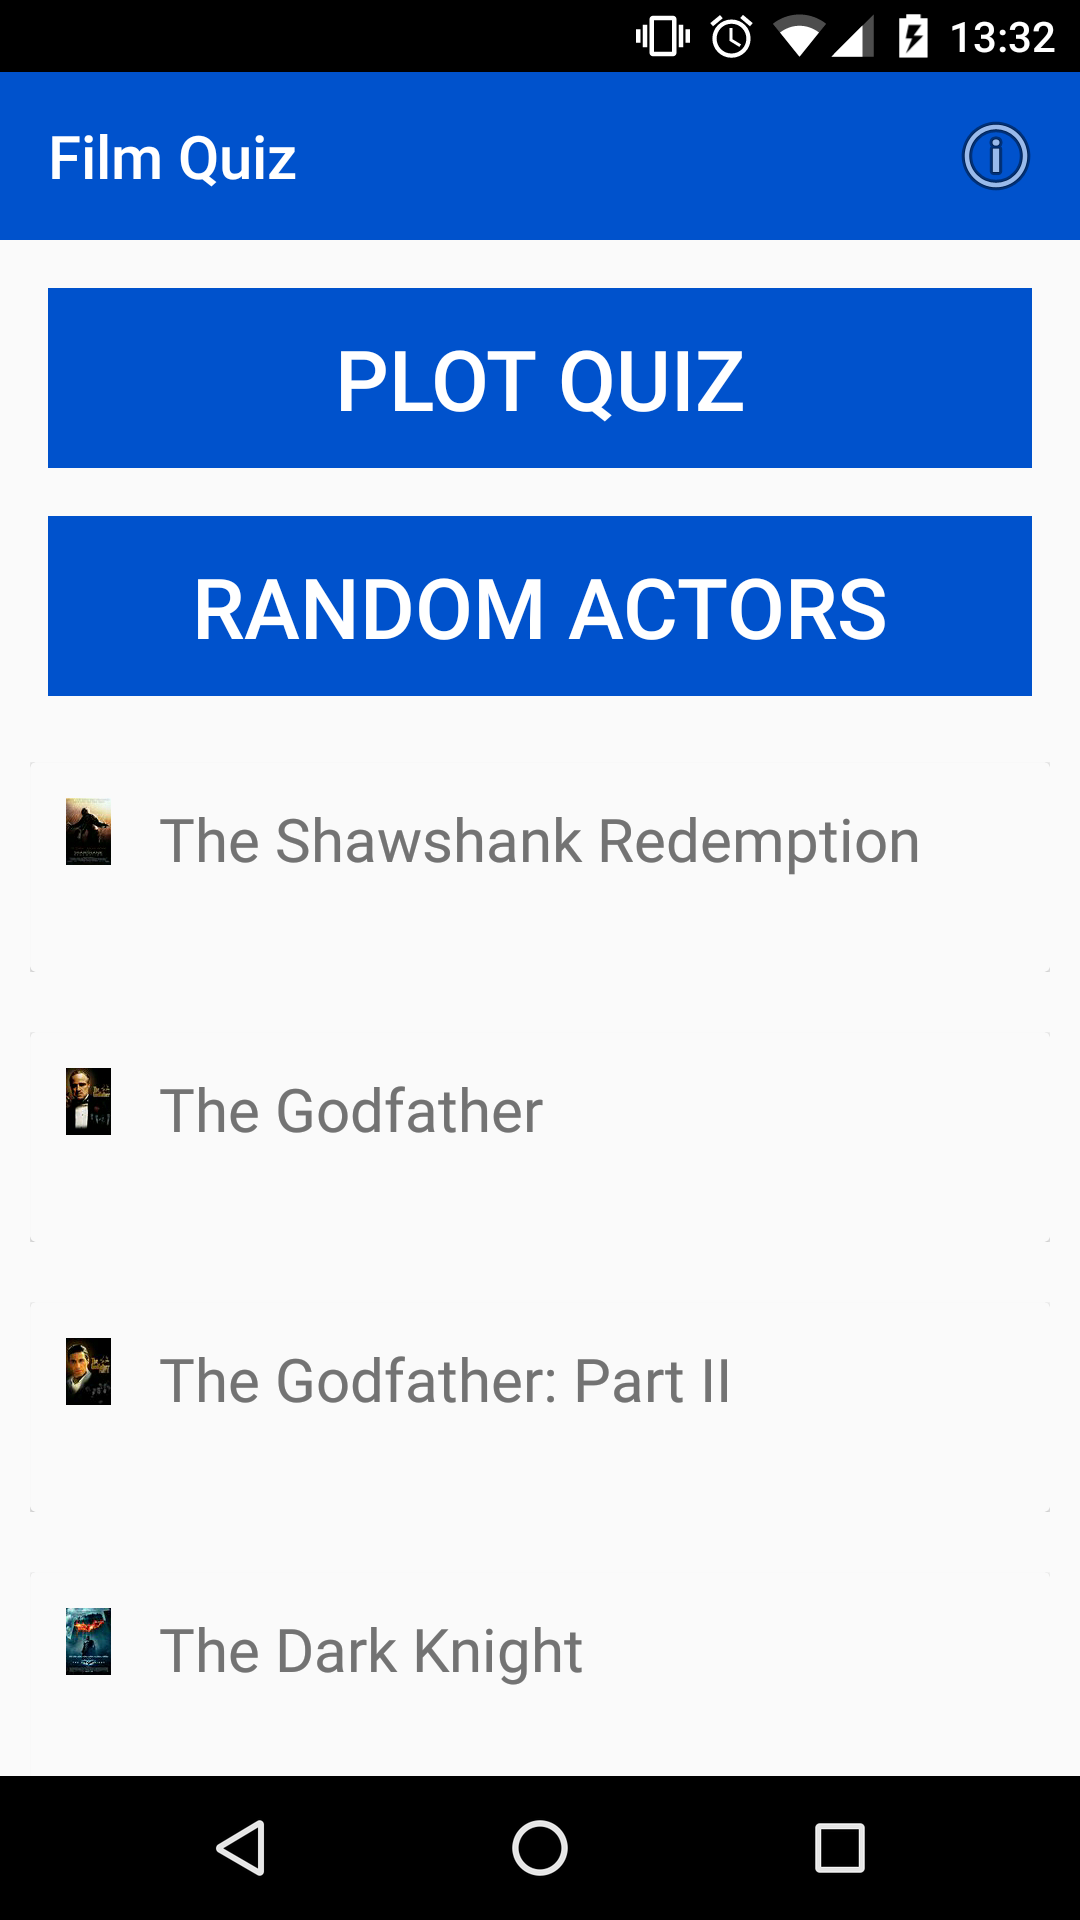 13:32
Film Quiz
PLOT QUIZ
RANDOM ACTORS
The Shawshank Redemption
The Godfather
The Godfather: Part II
The Dark Knight